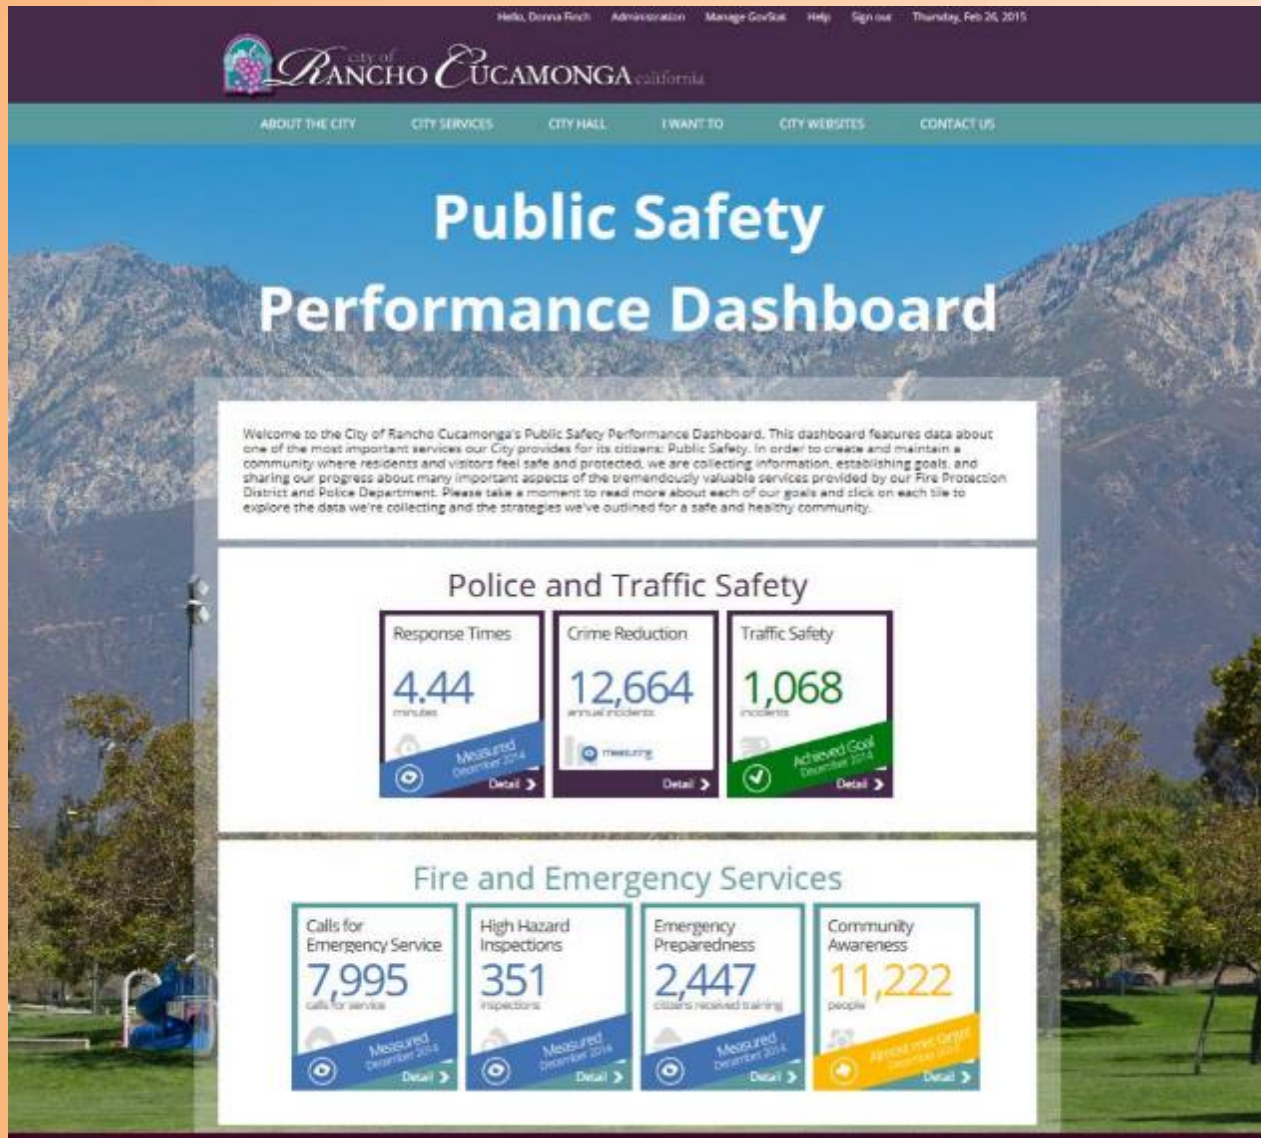 Hello, Donna Finch Administration Manage GovStat Help Sign out Thursday, Feb 26, 2015
city of
RANCHO CUCAMONGA california
ABOUT THE CITY CITY SERVICES CITY HALL I WANT TO CITY WEBSITES CONTACT US
Public Safety
Performance Dashboard
Welcome to the City of Rancho Cucamonga's Public Safety Performance Dashboard. This dashboard features data about
one of the most important services our City provides for its citizens: Public Safety. In order to create and maintain a
community where residents and visitors feel safe and protected, we are collecting information, establishing goals, and
sharing our progress about many important aspects of the tremendously valuable services provided by our Fire Protection
District and Police Department. Please take a moment to read more about each of our goals and click on each tile to
explore the data we're collecting and the strategies we've outlined for a safe and healthy community.
Police and Traffic Safety
Response Times
4.44
minutes
Measured
December 2014
Detail
Crime Reduction
12,664
annual incidents
measuring
Detail
Traffic Safety
1,068
incidents
Achieved Goal
December 2014
Detail
Fire and Emergency Services
Calls for
Emergency Service
7,995
calls for service
Measured
December 2014
Detail
High Hazard
Inspections
351
inspections
Measured
December 2014
Detail
Emergency
Preparedness
2,447
citizens received training
Measured
December 2014
Detail
Community
Awareness
11,222
people
Almost met target
December
Detail